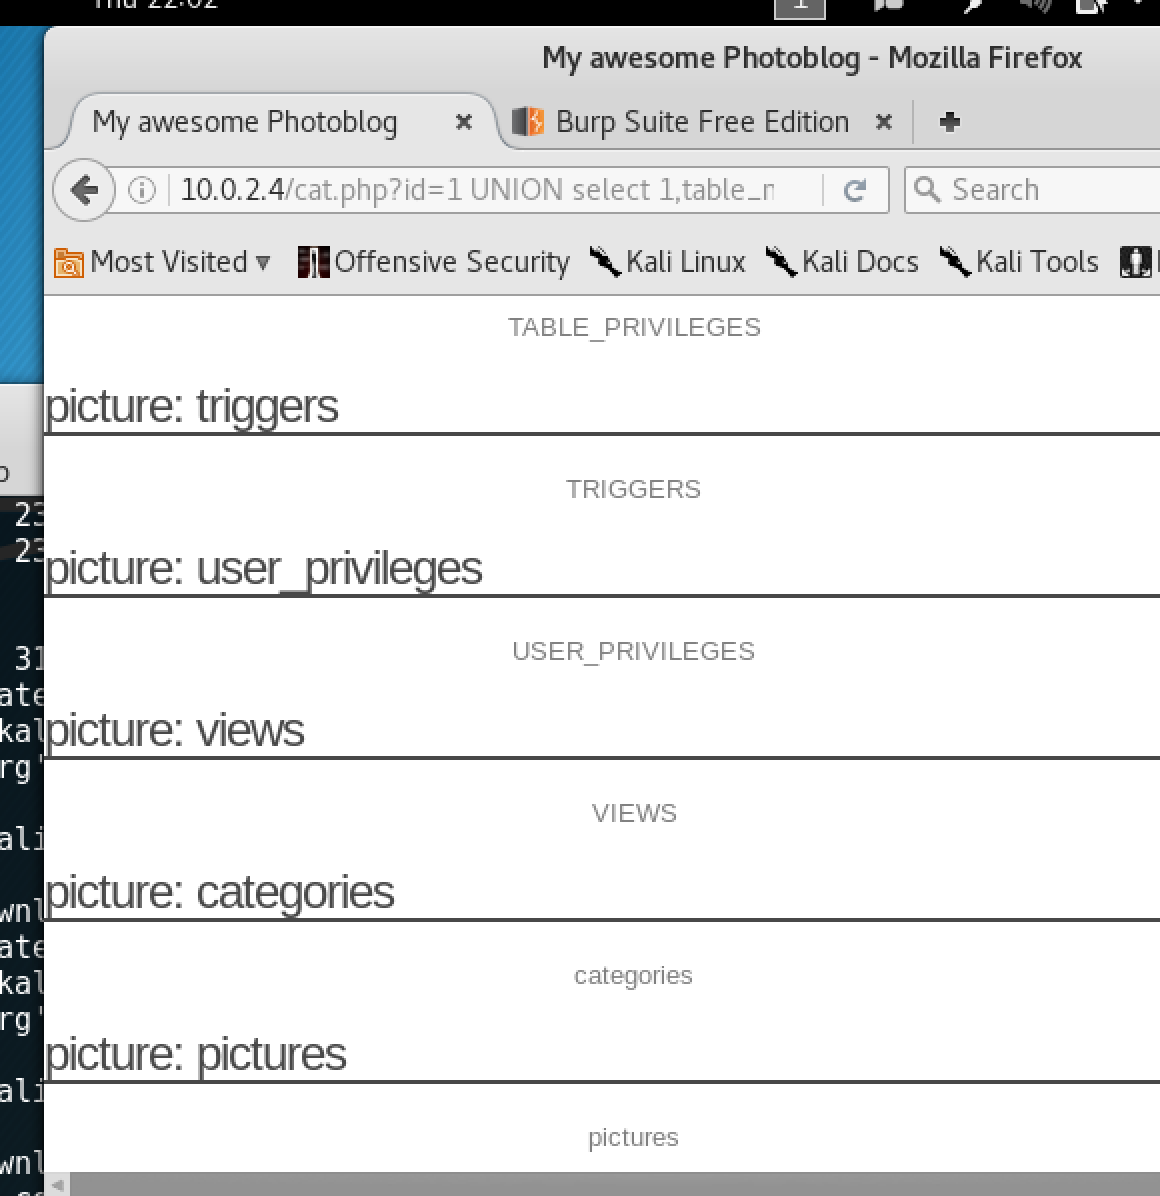 Thu 22:02
1
My awesome Photoblog - Mozilla Firefox
My awesome Photoblog
Burp Suite Free Edition
10.0.2.4/cat.php?id=1 UNION select 1,table_n
Search
Most Visited
Offensive Security
Kali Linux
Kali Docs
Kali Tools
TABLE_PRIVILEGES
picture: triggers
TRIGGERS
picture: user_privileges
USER_PRIVILEGES
picture: views
VIEWS
picture: categories
categories
picture: pictures
pictures
23
23
31
ate
kal
rg'
ali
wnl
ate
kal
rg'
ali
wnl